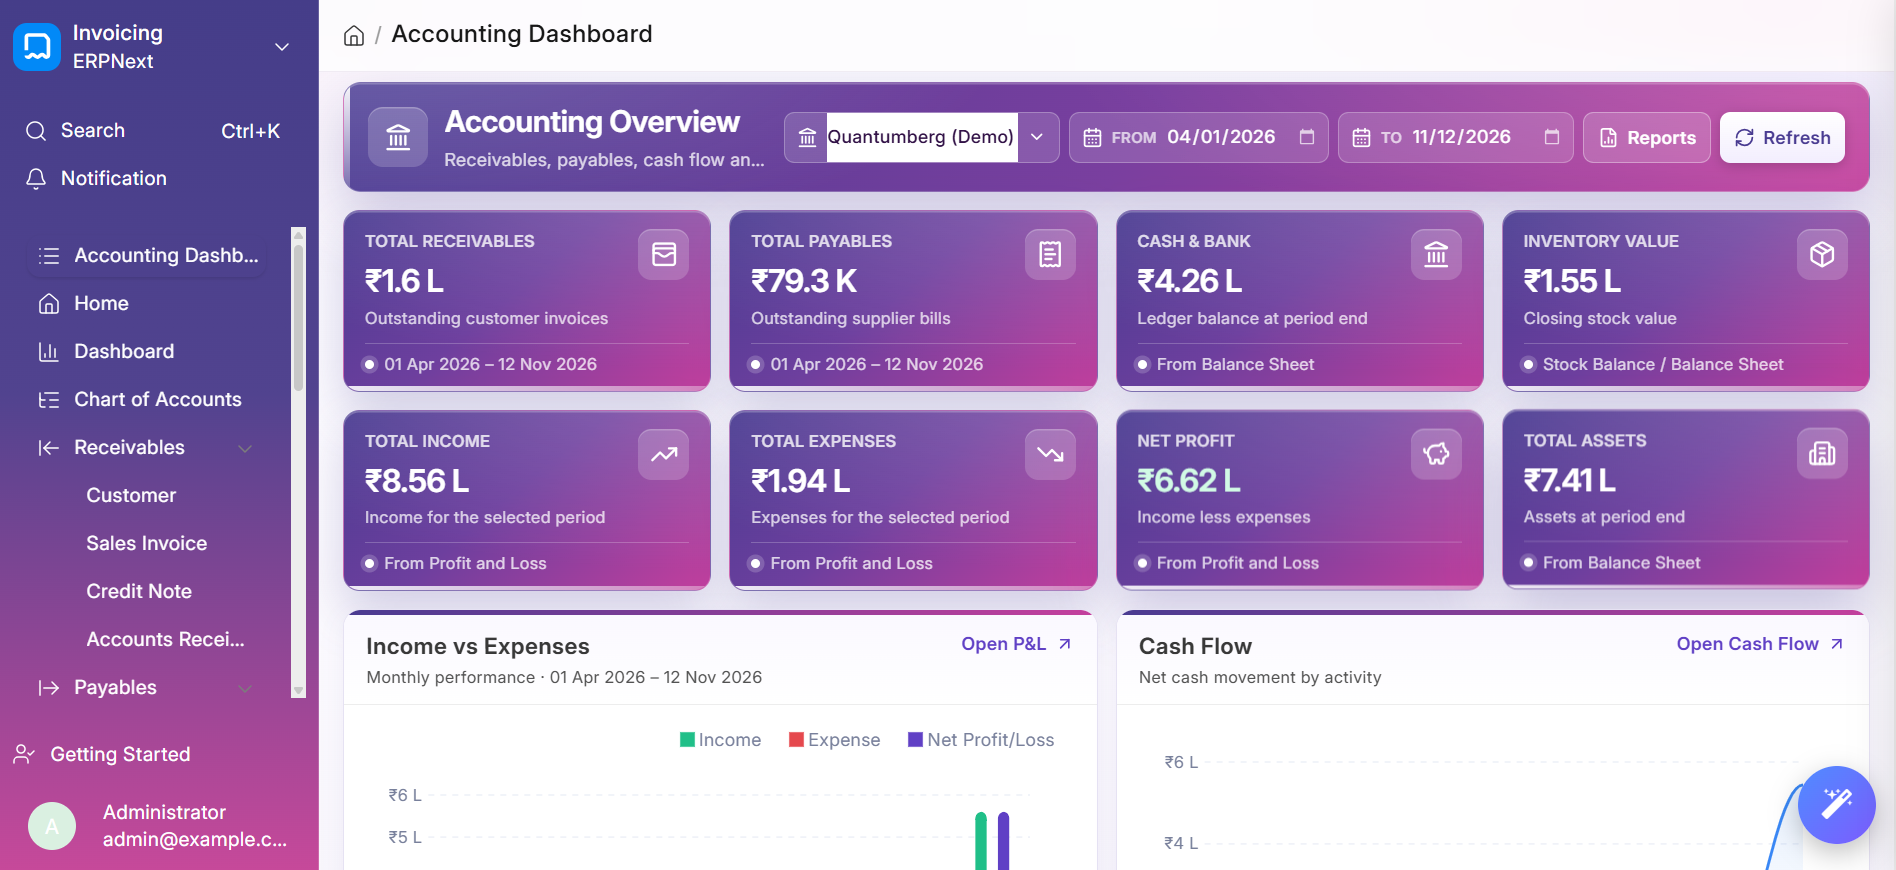 Invoicing
ERPNext
Search Ctrl+K
Notification
Accounting Dashb...
Home
Dashboard
Chart of Accounts
Receivables
Customer
Sales Invoice
Credit Note
Accounts Recei...
Payables
Getting Started
A
Administrator
admin@example.c...
/ Accounting Dashboard
Accounting Overview
Receivables, payables, cash flow an...
Quantumberg (Demo)
FROM 04/01/2026
TO 11/12/2026
Reports
Refresh
TOTAL RECEIVABLES
₹1.6 L
Outstanding customer invoices
01 Apr 2026 – 12 Nov 2026
TOTAL PAYABLES
₹79.3 K
Outstanding supplier bills
01 Apr 2026 – 12 Nov 2026
CASH & BANK
₹4.26 L
Ledger balance at period end
From Balance Sheet
INVENTORY VALUE
₹1.55 L
Closing stock value
Stock Balance / Balance Sheet
TOTAL INCOME
₹8.56 L
Income for the selected period
From Profit and Loss
TOTAL EXPENSES
₹1.94 L
Expenses for the selected period
From Profit and Loss
NET PROFIT
₹6.62 L
Income less expenses
From Profit and Loss
TOTAL ASSETS
₹7.41 L
Assets at period end
From Balance Sheet
Income vs Expenses
Open P&L
Monthly performance · 01 Apr 2026 – 12 Nov 2026
Income Expense Net Profit/Loss
₹6 L
₹5 L
Cash Flow
Open Cash Flow
Net cash movement by activity
₹6 L
₹4 L